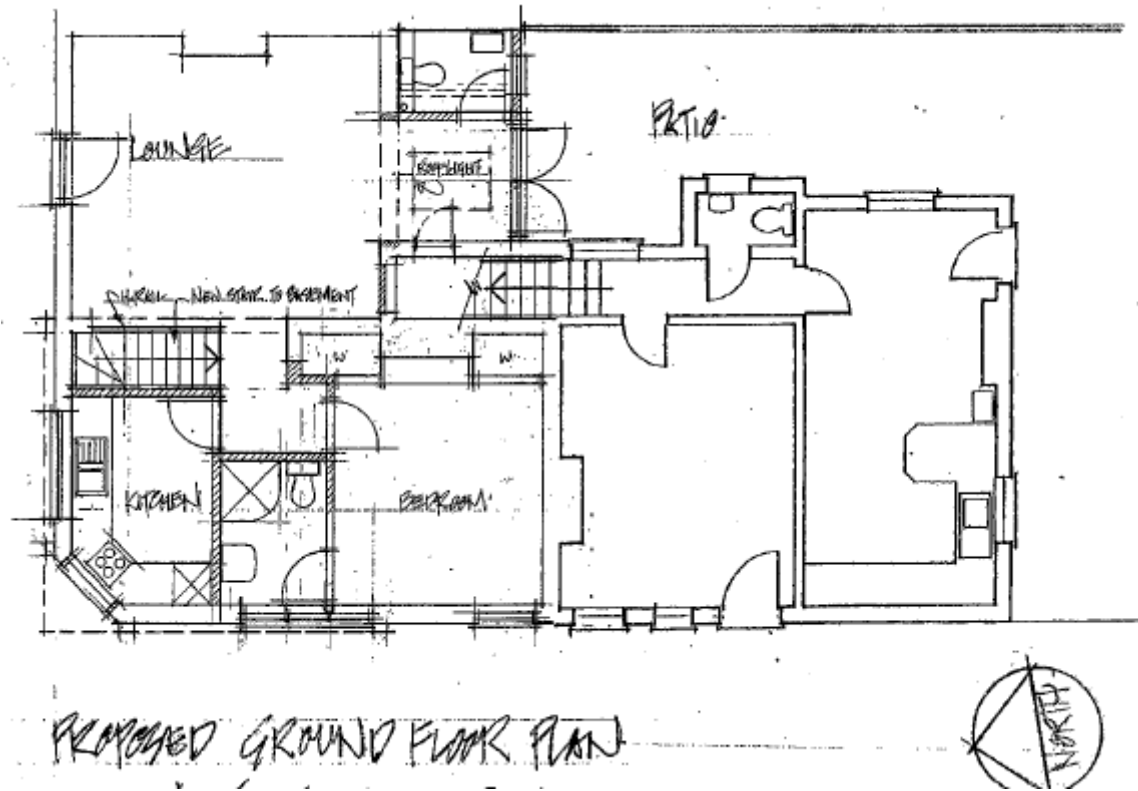 LOUNGE
PATIO
NEW STAIR TO BASEMENT
W
W
W
KITCHEN
BEDROOM
PROPOSED GROUND FLOOR PLAN
NORTH